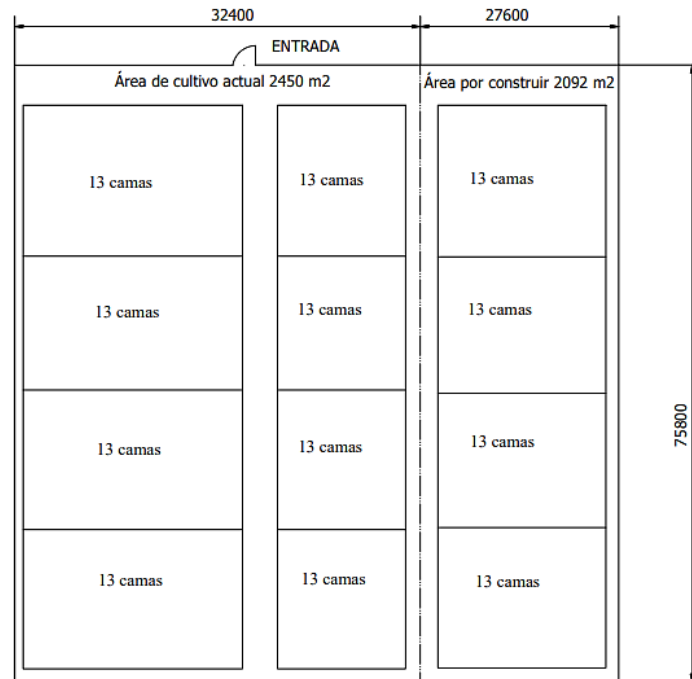 32400
27600
ENTRADA
Área de cultivo actual 2450 m2
Área por construir 2092 m2
13 camas
13 camas
13 camas
13 camas
13 camas
13 camas
75800
13 camas
13 camas
13 camas
13 camas
13 camas
13 camas